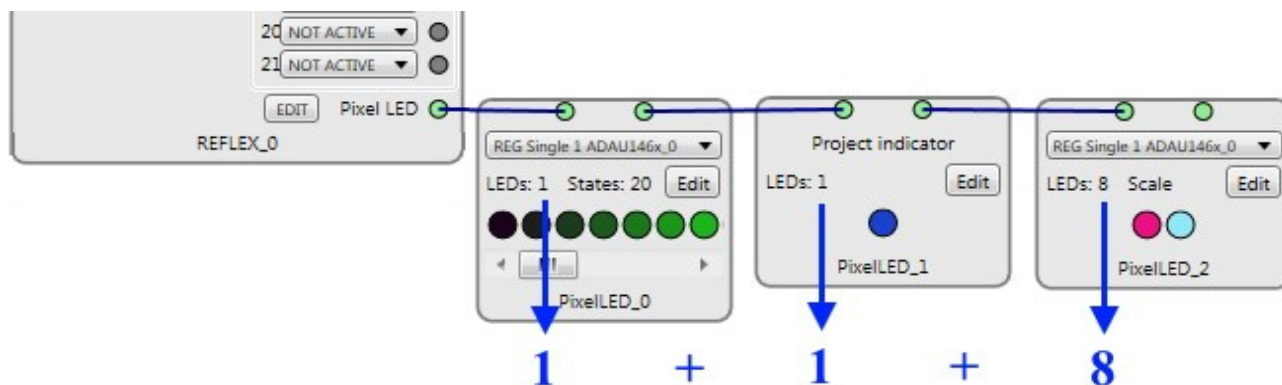 20 NOT ACTIVE
21 NOT ACTIVE
EDIT Pixel LED
REFLEX_0
REG Single 1 ADAU146x_0
LEDs: 1 States: 20 Edit
PixelLED_0
Project indicator
LEDs: 1 Edit
PixelLED_1
REG Single 1 ADAU146x_0
LEDs: 8 Scale Edit
PixelLED_2
1 + 1 + 8